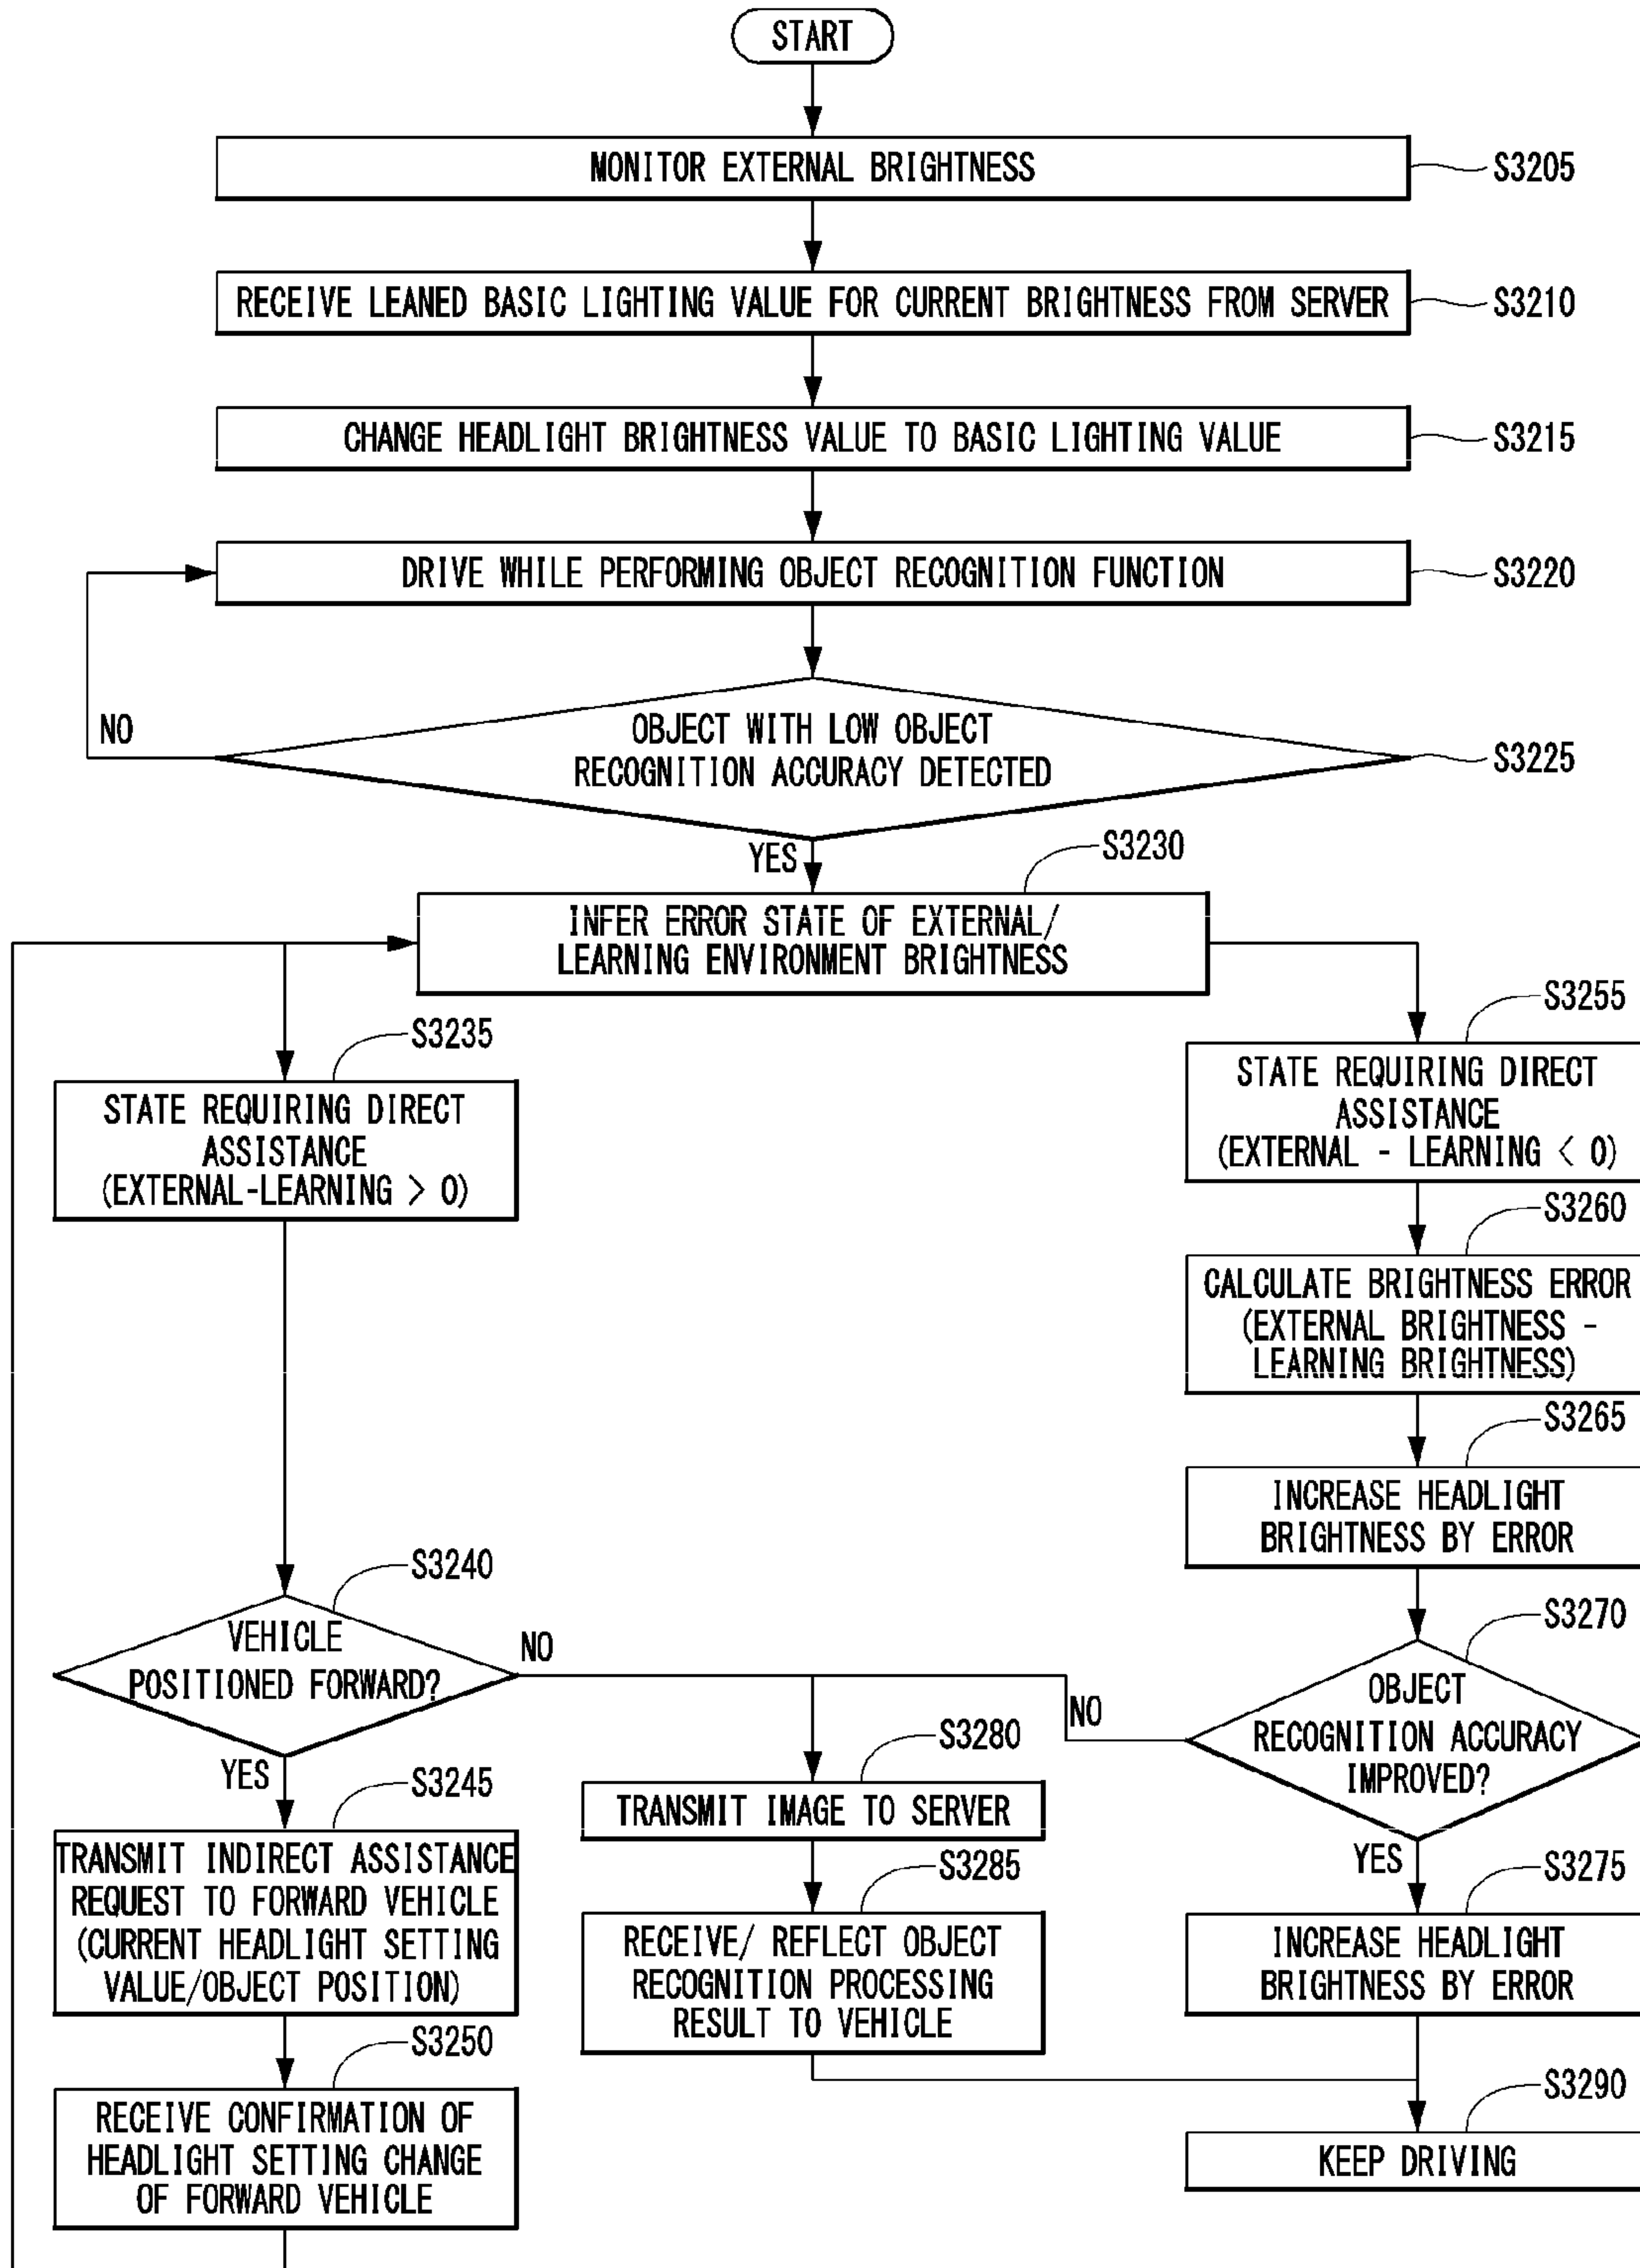 START
MONITOR EXTERNAL BRIGHTNESS
S3205
RECEIVE LEANED BASIC LIGHTING VALUE FOR CURRENT BRIGHTNESS FROM SERVER
S3210
CHANGE HEADLIGHT BRIGHTNESS VALUE TO BASIC LIGHTING VALUE
S3215
DRIVE WHILE PERFORMING OBJECT RECOGNITION FUNCTION
S3220
NO
OBJECT WITH LOW OBJECT
RECOGNITION ACCURACY DETECTED
S3225
YES
S3230
INFER ERROR STATE OF EXTERNAL/
LEARNING ENVIRONMENT BRIGHTNESS
S3235
STATE REQUIRING DIRECT
ASSISTANCE
(EXTERNAL-LEARNING > 0)
S3240
VEHICLE
POSITIONED FORWARD?
NO
YES
S3245
TRANSMIT INDIRECT ASSISTANCE
REQUEST TO FORWARD VEHICLE
(CURRENT HEADLIGHT SETTING
VALUE/OBJECT POSITION)
S3250
RECEIVE CONFIRMATION OF
HEADLIGHT SETTING CHANGE
OF FORWARD VEHICLE
S3255
STATE REQUIRING DIRECT
ASSISTANCE
(EXTERNAL - LEARNING < 0)
S3260
CALCULATE BRIGHTNESS ERROR
(EXTERNAL BRIGHTNESS -
LEARNING BRIGHTNESS)
S3265
INCREASE HEADLIGHT
BRIGHTNESS BY ERROR
S3270
OBJECT
RECOGNITION ACCURACY
IMPROVED?
NO
YES
S3275
INCREASE HEADLIGHT
BRIGHTNESS BY ERROR
S3280
TRANSMIT IMAGE TO SERVER
S3285
RECEIVE/ REFLECT OBJECT
RECOGNITION PROCESSING
RESULT TO VEHICLE
S3290
KEEP DRIVING